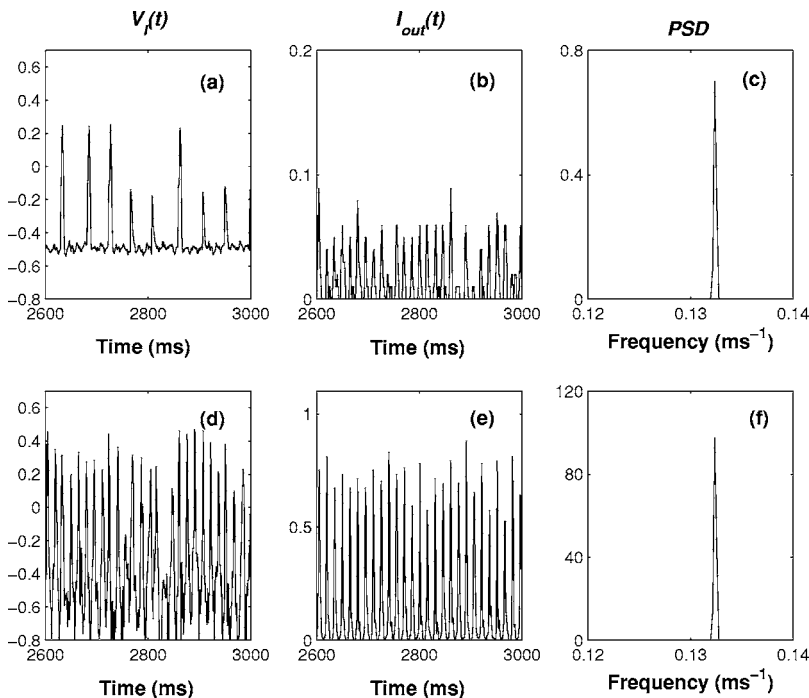 V_I(t) I_out(t) PSD
0.6
0.4
0.2
0
−0.2
−0.4
−0.6
−0.8
(a)
2600 2800 3000
Time (ms)
0.2
0.1
0
(b)
2600 2800 3000
Time (ms)
0.8
0.4
0
(c)
0.12 0.13 0.14
Frequency (ms⁻¹)
0.6
0.4
0.2
0
−0.2
−0.4
−0.6
−0.8
(d)
2600 2800 3000
Time (ms)
1
0.5
0
(e)
2600 2800 3000
Time (ms)
120
80
40
0
(f)
0.12 0.13 0.14
Frequency (ms⁻¹)